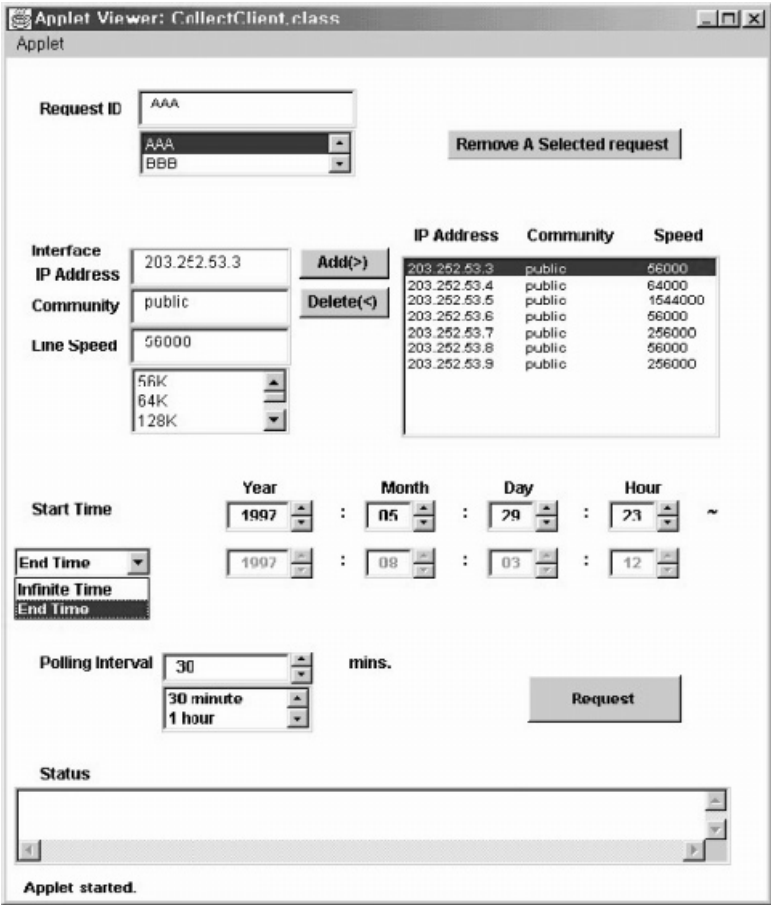 Applet Viewer: CollectClient.class
Applet
Request ID
AAA
AAA
BBB
Remove A Selected request
Interface
IP Address
203.252.53.3
Add(>)
Community
public
Delete(<)
Line Speed
56000
56K
64K
128K
IP Address Community Speed
203.252.53.3 public 56000
203.252.53.4 public 64000
203.252.53.5 public 1544000
203.252.53.6 public 56000
203.252.53.7 public 256000
203.252.53.8 public 56000
203.252.53.9 public 256000
Year Month Day Hour
Start Time 1997 : 05 : 29 : 23 ~
End Time 1997 : 08 : 03 : 12
Infinite Time
End Time
Polling Interval 30 mins.
30 minute
1 hour
Request
Status
Applet started.